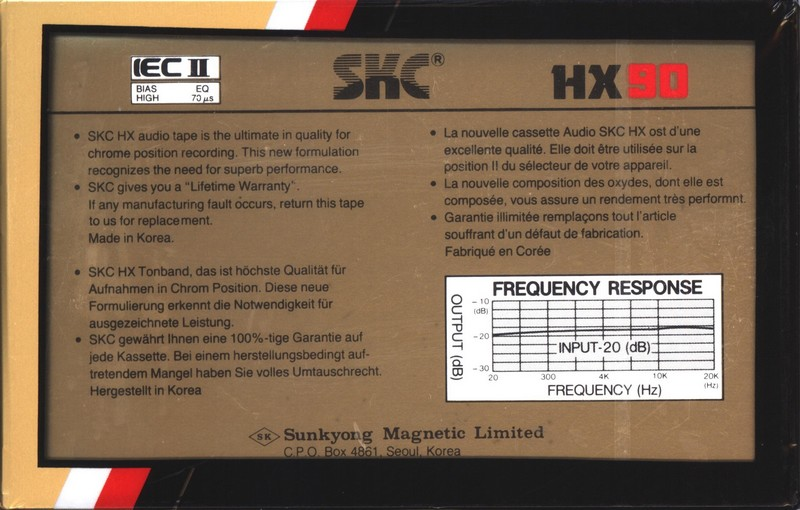 IEC II
BIAS HIGH
EQ 70 µs
SKC®
HX90
• SKC HX audio tape is the ultimate in quality for
chrome position recording. This new formulation
recognizes the need for superb performance.
• SKC gives you a "Lifetime Warranty".
If any manufacturing fault occurs, return this tape
to us for replacement.
Made in Korea.
• SKC HX Tonband, das ist höchste Qualität für
Aufnahmen in Chrom Position. Diese neue
Formulierung erkennt die Notwendigkeit für
ausgezeichnete Leistung.
• SKC gewährt Ihnen eine 100%-tige Garantie auf
jede Kassette. Bei einem herstellungsbedingt auf-
tretendem Mangel haben Sie volles Umtauschrecht.
Hergestellt in Korea
• La nouvelle cassette Audio SKC HX ost d'une
excellente qualité. Elle doit être utilisée sur la
position II du sélecteur de votre appareil.
• La nouvelle composition des oxydes, dont elle est
composée, vous assure un rendement très performnt.
• Garantie illimitée remplaçons tout l'article
souffrant d'un défaut de fabrication.
Fabriqué en Corée
FREQUENCY RESPONSE
OUTPUT (dB)
-10
(dB)
-20
-30
INPUT-20 (dB)
20 300 4K 10K 20K
(Hz)
FREQUENCY (Hz)
SK Sunkyong Magnetic Limited
C.P.O. Box 4861, Seoul, Korea